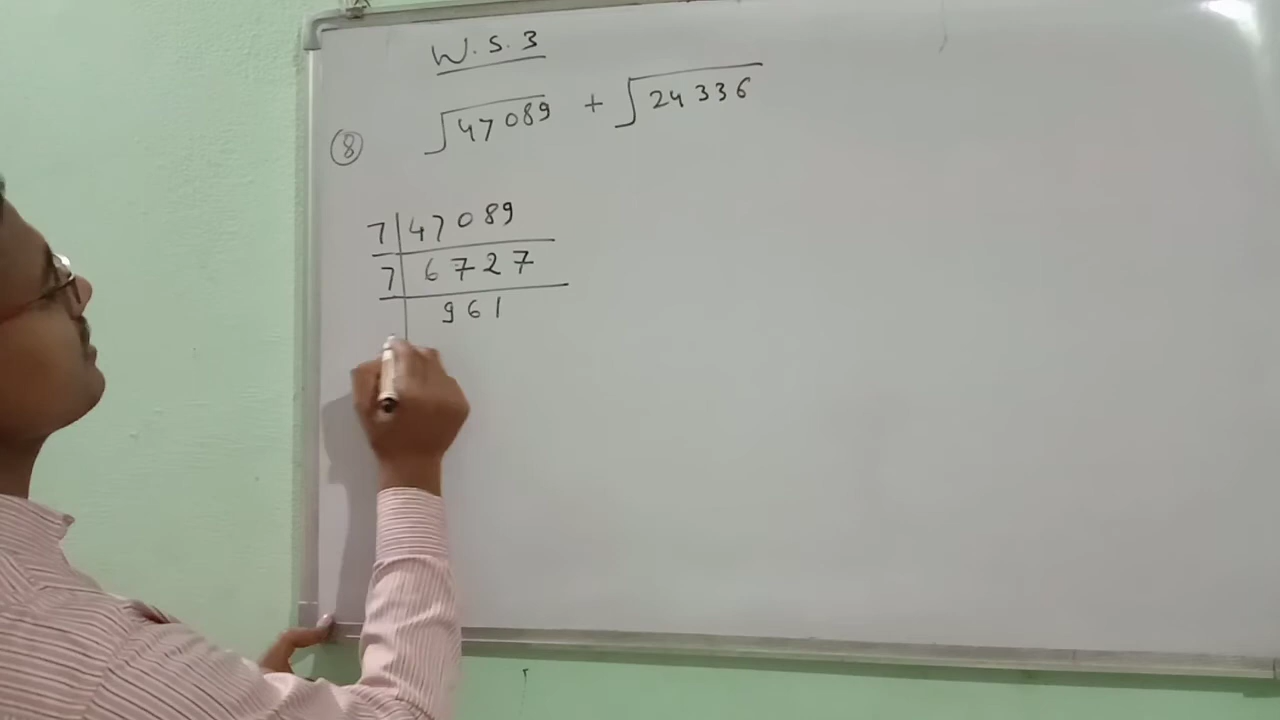 W.S.3
⑧ √47089 + √24336
7 | 47089
7 | 6727
961